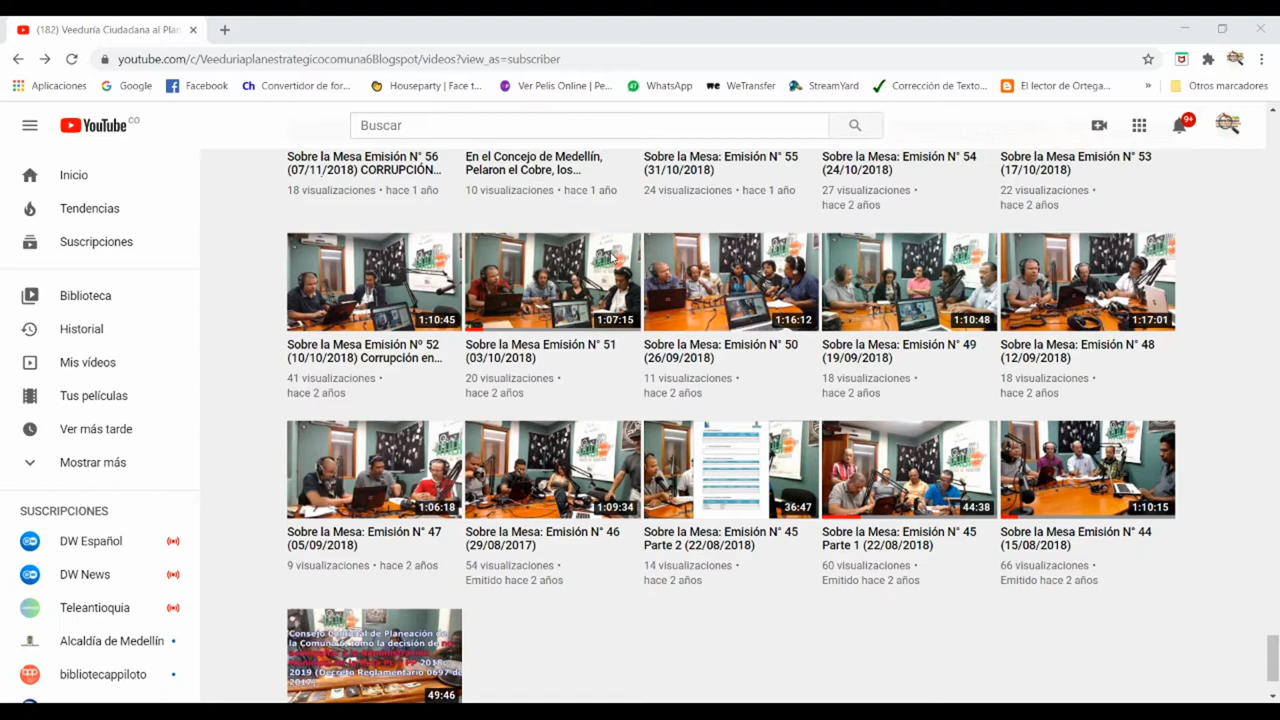 (182) Veeduría Ciudadana al Plan
youtube.com/c/Veeduriaplanestrategicocomuna6Blogspot/videos?view_as=subscriber
Aplicaciones Google Facebook Ch Convertidor de for... Houseparty | Face t... Ver Pelis Online | Pe... WhatsApp we WeTransfer StreamYard Corrección de Texto... El lector de Ortega... » Otros marcadores
YouTube CO
Buscar
9+
Inicio
Tendencias
Suscripciones
Biblioteca
Historial
Mis vídeos
Tus películas
Ver más tarde
Mostrar más
SUSCRIPCIONES
DW Español
DW News
Teleantioquia
Alcaldía de Medellín
bibliotecappiloto
Sobre la Mesa Emisión N° 56
(07/11/2018) CORRUPCIÓN...
18 visualizaciones • hace 1 año
En el Concejo de Medellín,
Pelaron el Cobre, los...
10 visualizaciones • hace 1 año
Sobre la Mesa: Emisión N° 55
(31/10/2018)
24 visualizaciones • hace 1 año
Sobre la Mesa: Emisión N° 54
(24/10/2018)
27 visualizaciones •
hace 2 años
Sobre la Mesa: Emisión N° 53
(17/10/2018)
22 visualizaciones •
hace 2 años
1:10:45
Sobre la Mesa Emisión Nº 52
(10/10/2018) Corrupción en...
41 visualizaciones •
hace 2 años
1:07:15
Sobre la Mesa Emisión N° 51
(03/10/2018)
20 visualizaciones •
hace 2 años
1:16:12
Sobre la Mesa: Emisión N° 50
(26/09/2018)
11 visualizaciones •
hace 2 años
1:10:48
Sobre la Mesa: Emisión N° 49
(19/09/2018)
18 visualizaciones •
hace 2 años
1:17:01
Sobre la Mesa: Emisión N° 48
(12/09/2018)
18 visualizaciones •
hace 2 años
1:06:18
Sobre la Mesa: Emisión N° 47
(05/09/2018)
9 visualizaciones • hace 2 años
1:09:34
Sobre la Mesa: Emisión N° 46
(29/08/2017)
54 visualizaciones •
Emitido hace 2 años
36:47
Sobre la Mesa: Emisión N° 45
Parte 2 (22/08/2018)
14 visualizaciones •
hace 2 años
44:38
Sobre la Mesa: Emisión N° 45
Parte 1 (22/08/2018)
60 visualizaciones •
Emitido hace 2 años
1:10:15
Sobre la Mesa: Emisión N° 44
(15/08/2018)
66 visualizaciones •
Emitido hace 2 años
Consejo Comunal de Planeación de
la Comuna 6, tomo la decisión de no
2018
2019 (Decreto Reglamentario 0697 de
2017)
49:46